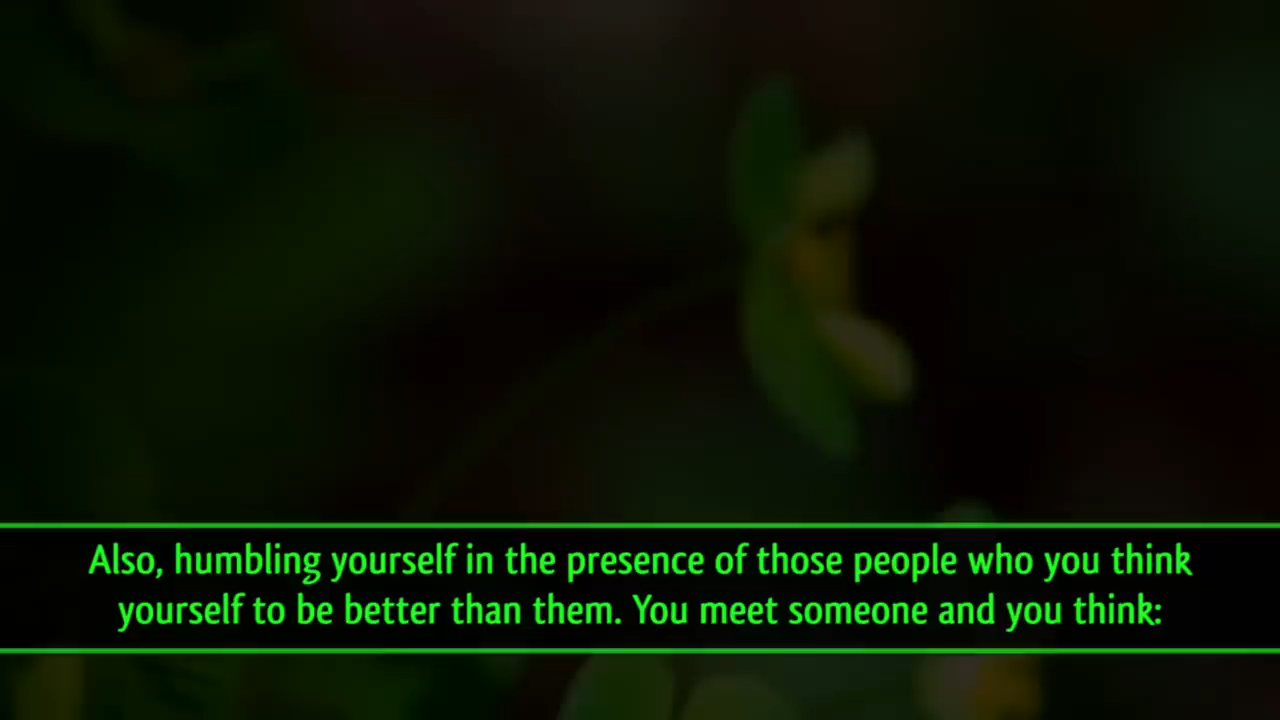 Also, humbling yourself in the presence of those people who you think
yourself to be better than them. You meet someone and you think: